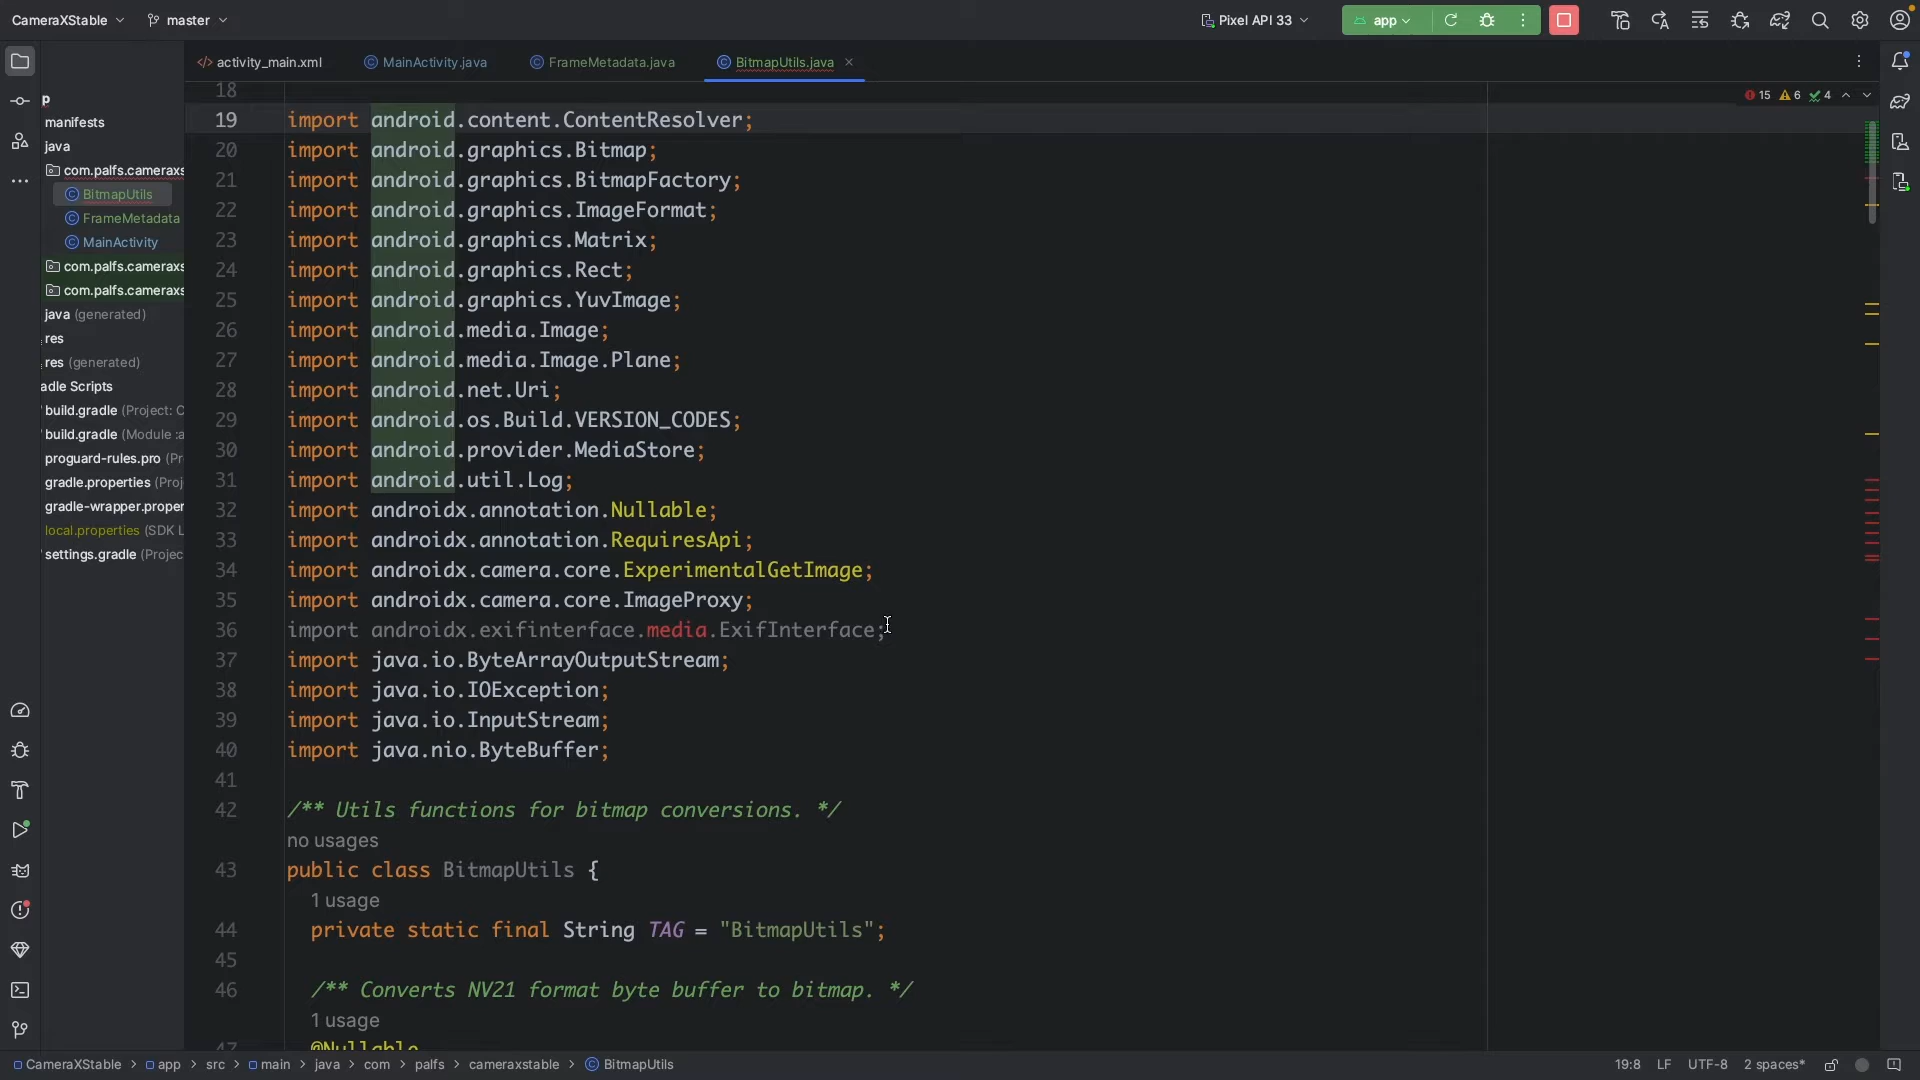 CameraXStable
master
Pixel API 33
app
activity_main.xml
MainActivity.java
FrameMetadata.java
BitmapUtils.java
15 6 4
p
manifests
java
com.palfs.cameraxs
BitmapUtils
FrameMetadata
MainActivity
com.palfs.cameraxs
com.palfs.cameraxs
java (generated)
res
res (generated)
adle Scripts
build.gradle (Project: C
build.gradle (Module :a
proguard-rules.pro (Pr
gradle.properties (Proj
gradle-wrapper.proper
local.properties (SDK L
settings.gradle (Projec
18
19 import android.content.ContentResolver;
20 import android.graphics.Bitmap;
21 import android.graphics.BitmapFactory;
22 import android.graphics.ImageFormat;
23 import android.graphics.Matrix;
24 import android.graphics.Rect;
25 import android.graphics.YuvImage;
26 import android.media.Image;
27 import android.media.Image.Plane;
28 import android.net.Uri;
29 import android.os.Build.VERSION_CODES;
30 import android.provider.MediaStore;
31 import android.util.Log;
32 import androidx.annotation.Nullable;
33 import androidx.annotation.RequiresApi;
34 import androidx.camera.core.ExperimentalGetImage;
35 import androidx.camera.core.ImageProxy;
36 import androidx.exifinterface.media.ExifInterface;
37 import java.io.ByteArrayOutputStream;
38 import java.io.IOException;
39 import java.io.InputStream;
40 import java.nio.ByteBuffer;
41
42 /** Utils functions for bitmap conversions. */
no usages
43 public class BitmapUtils {
1 usage
44 private static final String TAG = "BitmapUtils";
45
46 /** Converts NV21 format byte buffer to bitmap. */
1 usage
47 @Nullable
CameraXStable > app > src > main > java > com > palfs > cameraxstable > BitmapUtils
19:8 LF UTF-8 2 spaces*